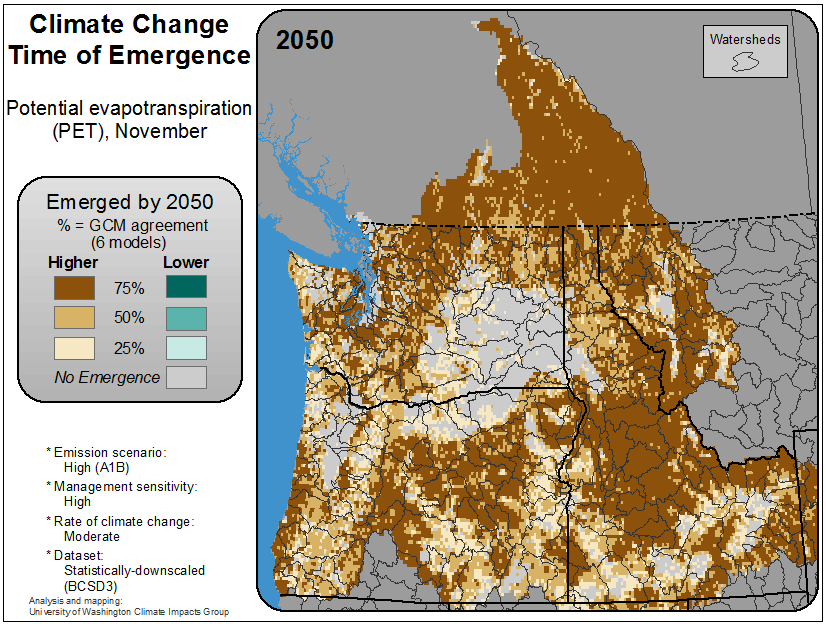 Climate Change
Time of Emergence
Potential evapotranspiration
(PET), November
Emerged by 2050
% = GCM agreement
(6 models)
Higher Lower
75%
50%
25%
No Emergence
* Emission scenario:
High (A1B)
* Management sensitivity:
High
* Rate of climate change:
Moderate
* Dataset:
Statistically-downscaled
(BCSD3)
Analysis and mapping:
University of Washington Climate Impacts Group
2050
Watersheds